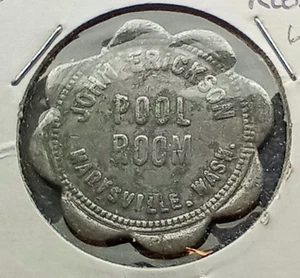 JOHN ERICKSON
POOL
ROOM
MARYSVILLE, WASH.